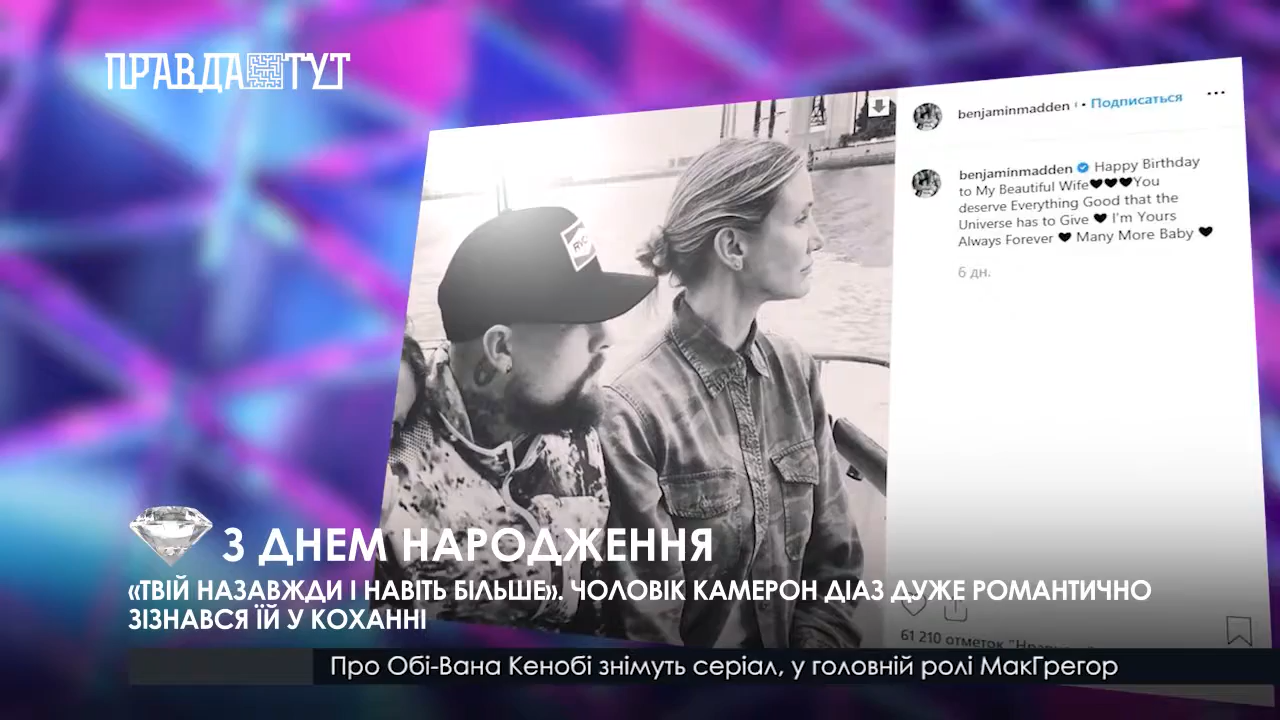 ПРАВДА ТУТ
benjaminmadden • Подписаться
benjaminmadden Happy Birthday
to My Beautiful Wife🖤🖤🖤You
deserve Everything Good that the
Universe has to Give 🖤 I'm Yours
Always Forever 🖤 Many More Baby 🖤
6 дн.
RVCA
З ДНЕМ НАРОДЖЕННЯ
«ТВІЙ НАЗАВЖДИ І НАВІТЬ БІЛЬШЕ». ЧОЛОВІК КАМЕРОН ДІАЗ ДУЖЕ РОМАНТИЧНО
ЗІЗНАВСЯ ЇЙ У КОХАННІ
61 210 отметок "Нравится"
Про Обі-Вана Кенобі знімуть серіал, у головній ролі МакГрегор